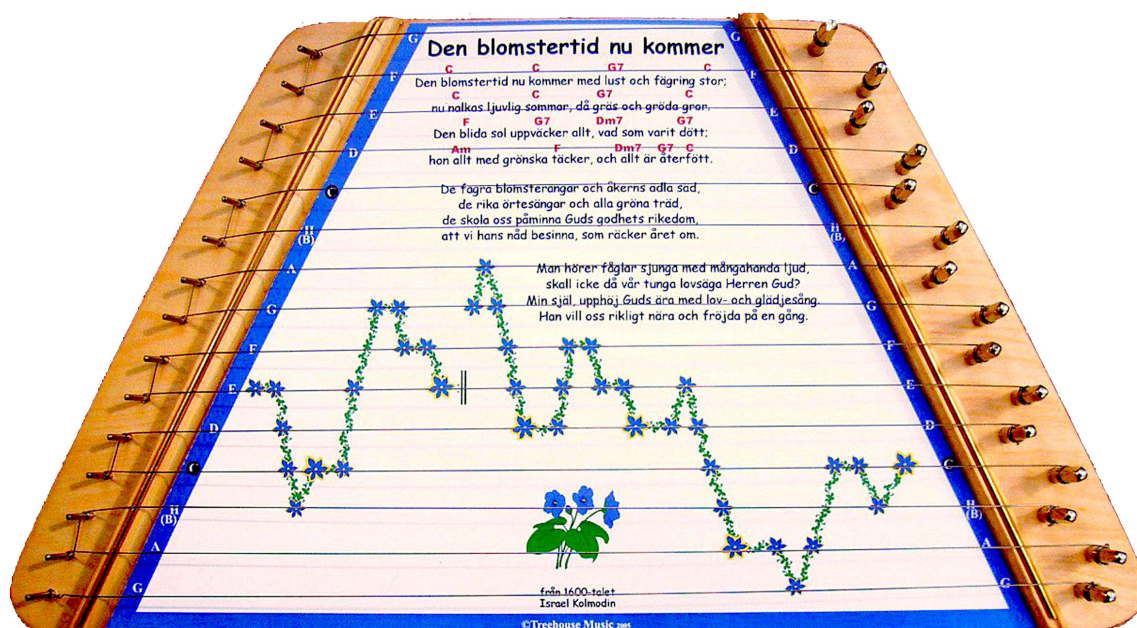 Den blomstertid nu kommer
C C G7 C
Den blomstertid nu kommer med lust och fägring stor;
C C G7 C
nu nalkas ljuvlig sommar, då gräs och gröda gror.
F G7 Dm7 G7
Den blida sol uppväcker allt, vad som varit dött;
Am F Dm7 G7 C
hon allt med grönska täcker, och allt är återfött.
De fagra blomsterangar och åkerns adla sad,
de rika örtesängar och alla gröna träd,
de skola oss påminna Guds godhets rikedom,
att vi hans nåd besinna, som räcker året om.
Man hörer fåglar sjunga med mångahanda ljud,
skall icke då vår tunga lovsäga Herren Gud?
Min själ, upphöj Guds ära med lov- och glädjesång.
Han vill oss rikligt nära och fröjda på en gång.
G G
F F
E E
D D
C C
H H
(B) (B)
A A
G G
F F
E E
D D
C C
H H
(B) (B)
A A
G G
från 1600-talet
Israel Kolmodin
©Treehouse Music 2005